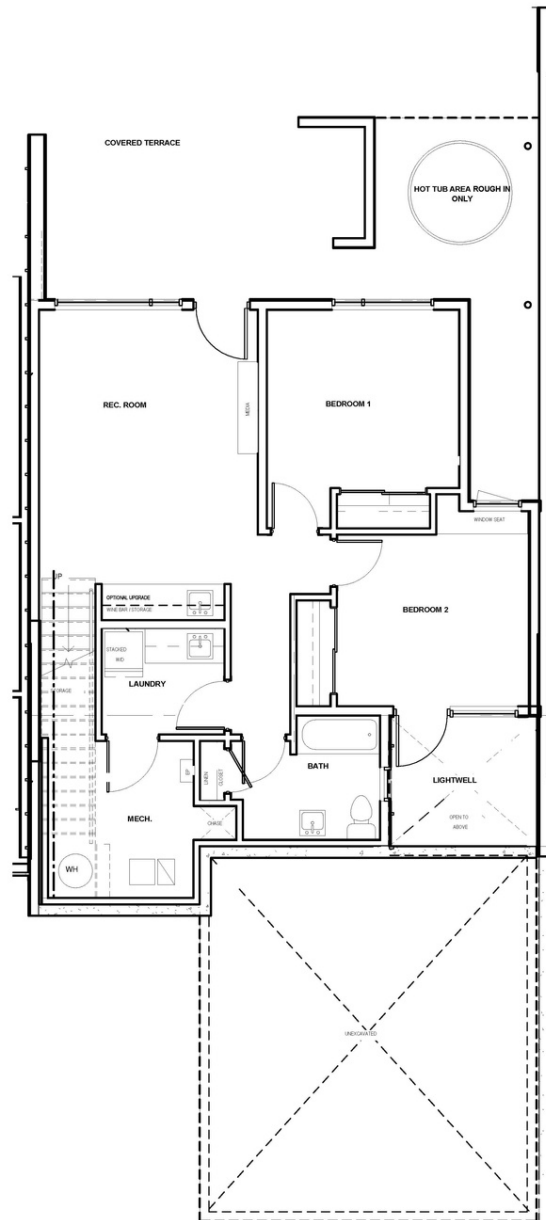 COVERED TERRACE
HOT TUB AREA ROUGH IN
ONLY
REC. ROOM
MEDIA
BEDROOM 1
WINDOW SEAT
UP
OPTIONAL UPGRADE
WINE BAR / STORAGE
BEDROOM 2
STACKED
W/D
LAUNDRY
STORAGE
BATH
LINEN
CLOSET
LIGHTWELL
EP
MECH.
CHASE
OPEN TO
ABOVE
WH
UNEXCAVATED